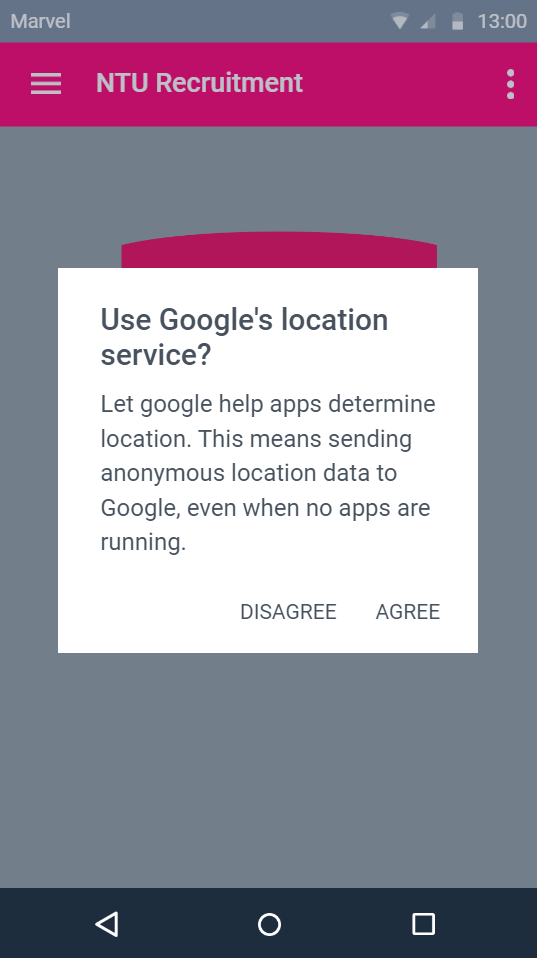 Marvel 13:00
NTU Recruitment
Use Google's location
service?
Let google help apps determine
location. This means sending
anonymous location data to
Google, even when no apps are
running.
DISAGREE AGREE